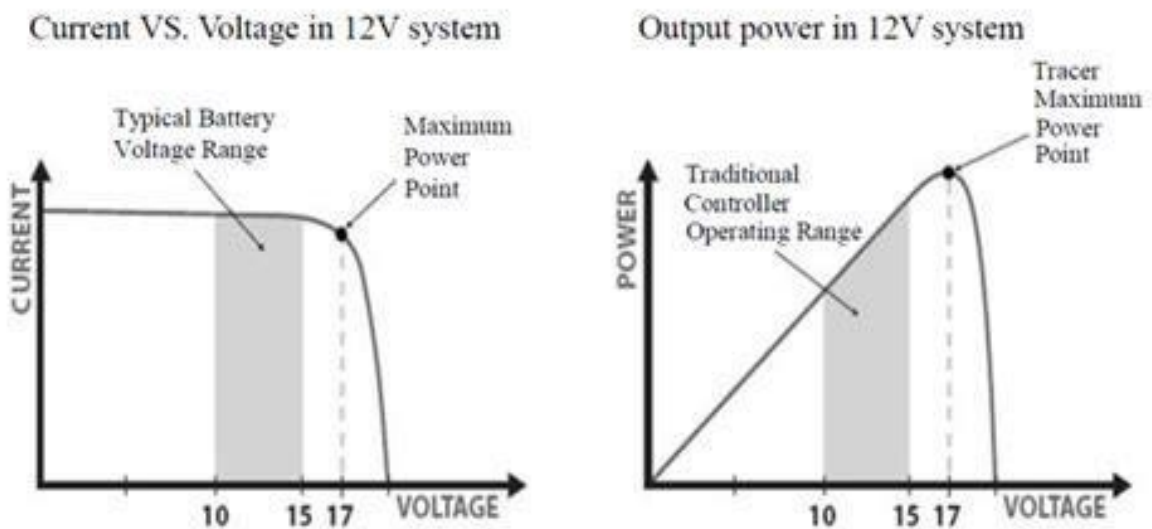 Current VS. Voltage in 12V system
Typical Battery
Voltage Range
Maximum
Power
Point
CURRENT
10 15 17 VOLTAGE
Output power in 12V system
Tracer
Maximum
Power
Point
Traditional
Controller
Operating Range
POWER
10 15 17 VOLTAGE